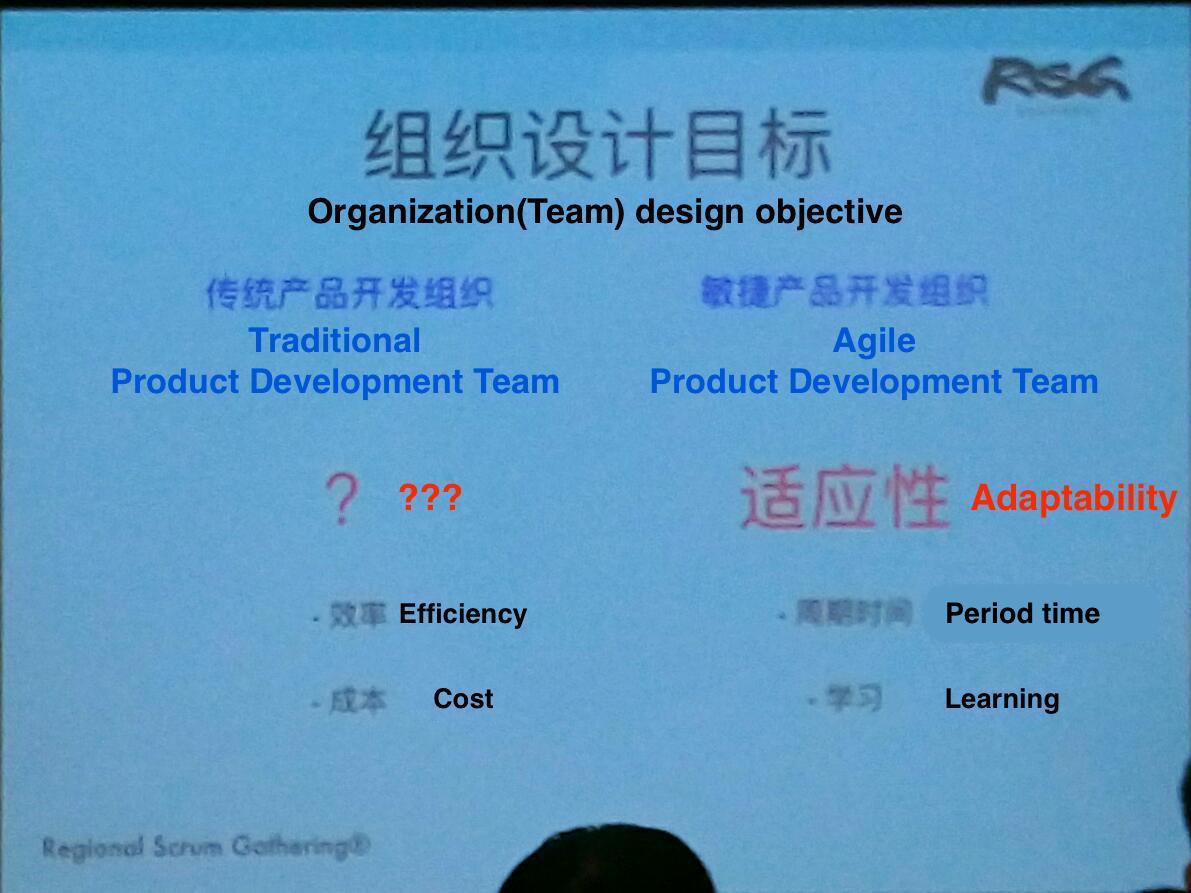 RSG
组织设计目标
Organization(Team) design objective
传统产品开发组织
敏捷产品开发组织
Traditional
Product Development Team
Agile
Product Development Team
? ???
适应性 Adaptability
· 效率 Efficiency
· 周期时间 Period time
· 成本 Cost
· 学习 Learning
Regional Scrum Gathering®